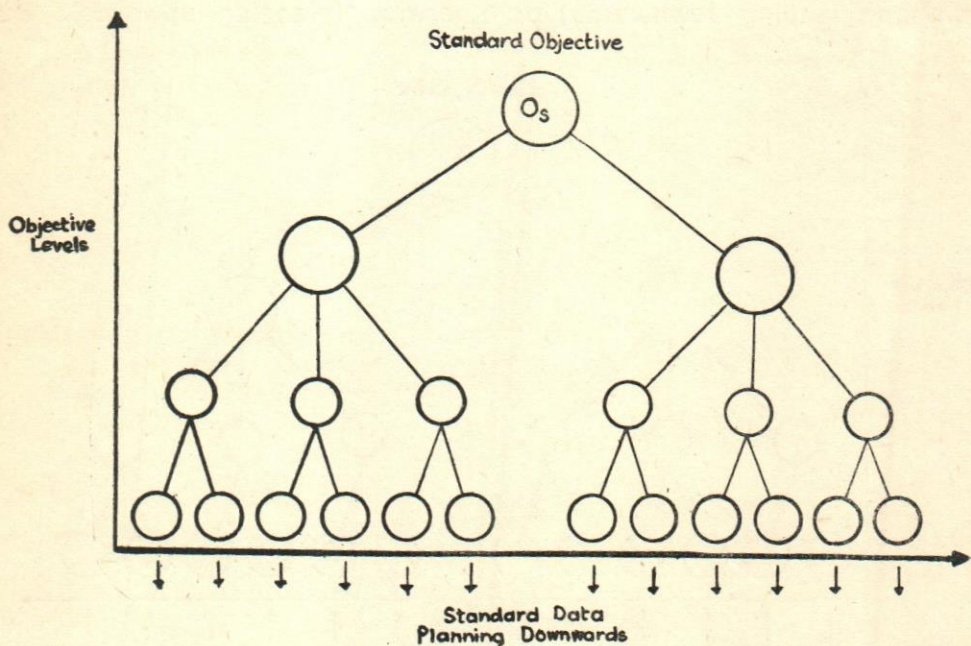 Standard Objective
Os
Objective
Levels
Standard Data
Planning Downwards